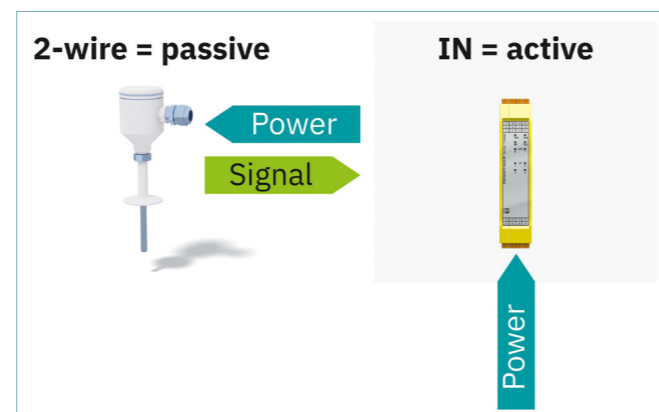 2-wire = passive
IN = active
Power
Signal
Power